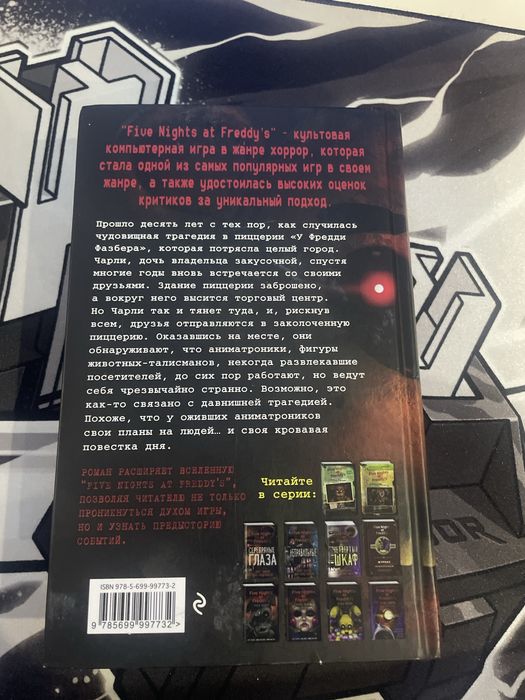 "Five Nights at Freddy's" - культовая
компьютерная игра в жанре хоррор, которая
стала одной из самых популярных игр в своем
жанре, а также удостоилась высоких оценок
критиков за уникальный подход.
Прошло десять лет с тех пор, как случилась
чудовищная трагедия в пиццерии «У Фредди
Фазбера», которая потрясла целый город.
Чарли, дочь владельца закусочной, спустя
многие годы вновь встречается со своими
друзьями. Здание пиццерии заброшено,
а вокруг него высится торговый центр.
Но Чарли так и тянет туда, и, рискнув
всем, друзья отправляются в заколоченную
пиццерию. Оказавшись на месте, они
обнаруживают, что аниматроники, фигуры
животных-талисманов, некогда развлекавшие
посетителей, до сих пор работают, но ведут
себя чрезвычайно странно. Возможно, это
как-то связано с давнишней трагедией.
Похоже, что у оживших аниматроников
свои планы на людей… и своя кровавая
повестка дня.
РОМАН РАСШИРЯЕТ ВСЕЛЕННУЮ
"FIVE NIGHTS AT FREDDY'S",
ПОЗВОЛЯЯ ЧИТАТЕЛЮ НЕ ТОЛЬКО
ПРОНИКНУТЬСЯ ДУХОМ ИГРЫ,
НО И УЗНАТЬ ПРЕДЫСТОРИЮ
СОБЫТИЙ.
Читайте
в серии:
СЕРЕБРЯНЫЕ
ГЛАЗА
ШКАФ
ISBN 978-5-699-99773-2
9 785699 997732 >